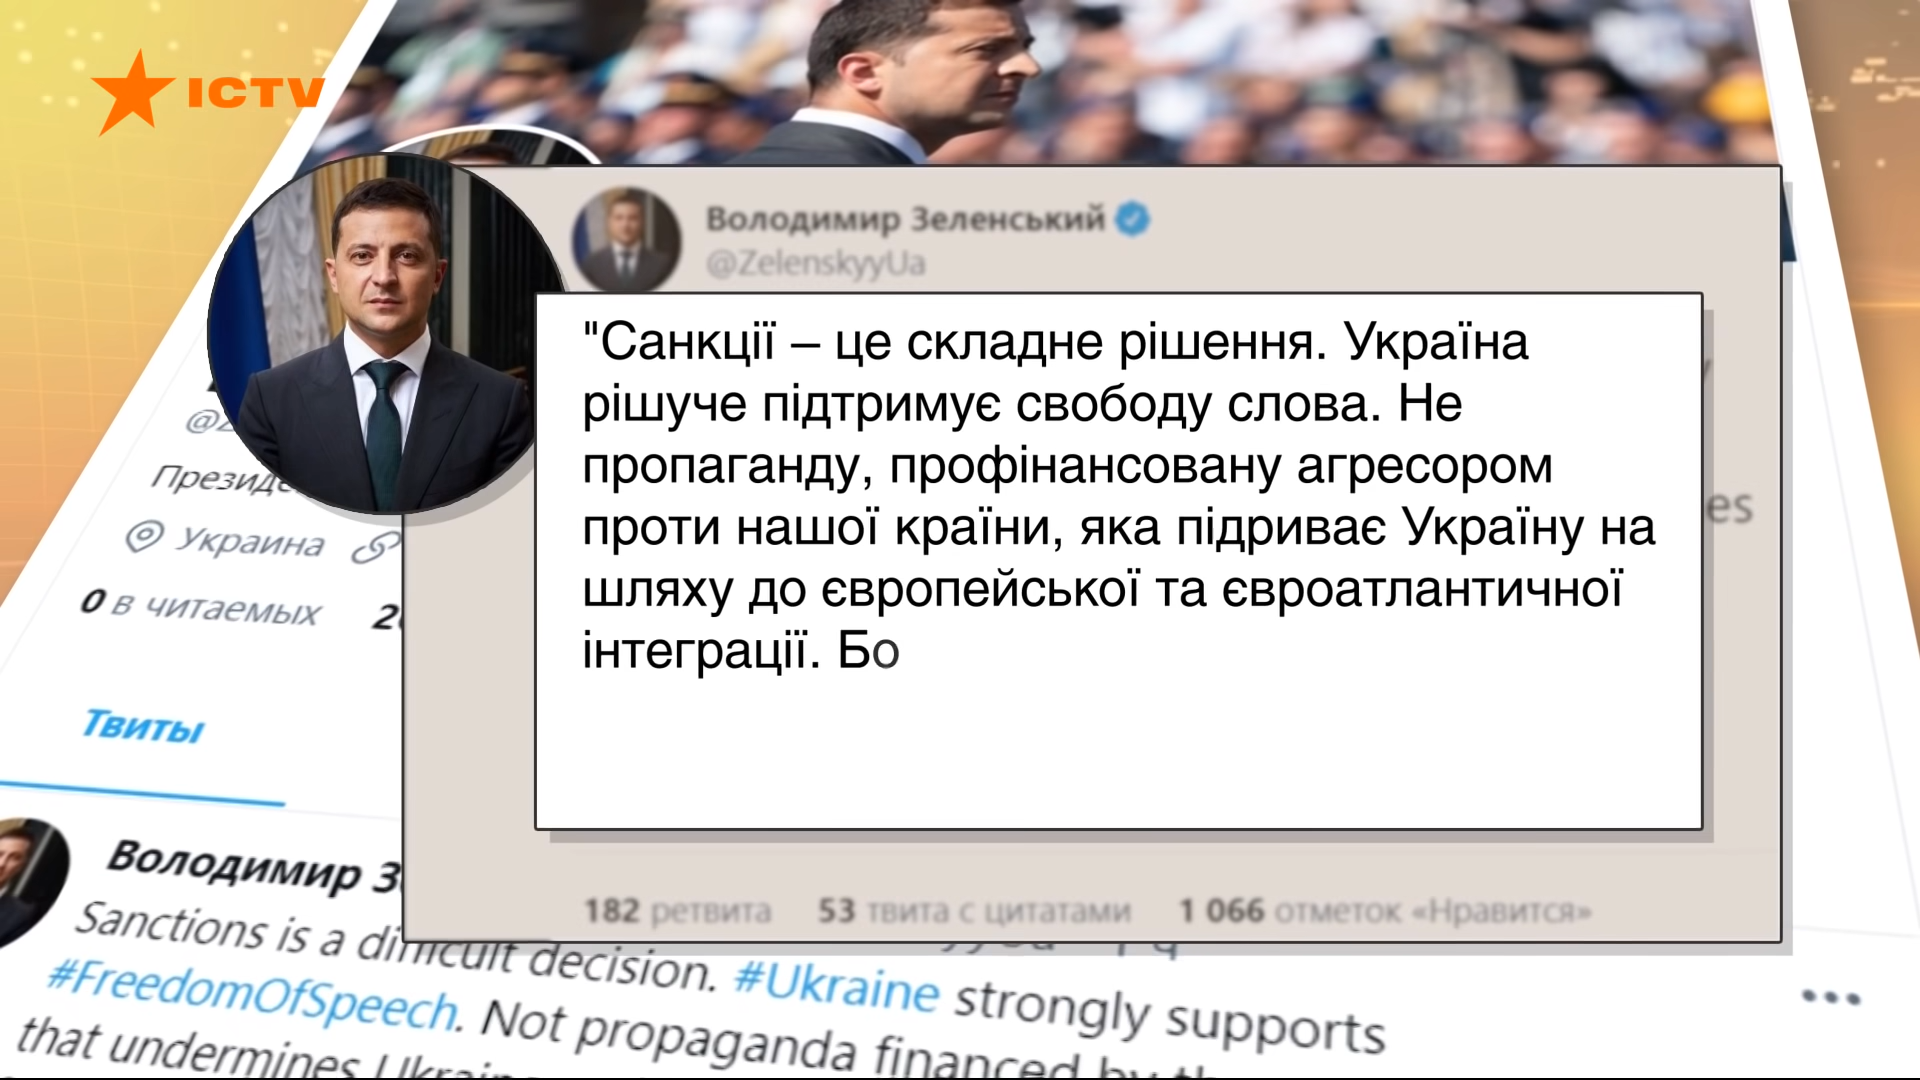 ICTV
Володимир Зеленський
@ZelenskyyUa
"Санкції – це складне рішення. Україна
рішуче підтримує свободу слова. Не
пропаганду, профінансовану агресором
проти нашої країни, яка підриває Україну на
шляху до європейської та євроатлантичної
інтеграції. Бо
182 ретвита 53 твита с цитатами 1 066 отметок «Нравится»
Украина
0 в читаемых
Твиты
Володимир
Sanctions is a difficult decision. #Ukraine strongly supports
#FreedomOfSpeech. Not propaganda financed by
that undermines